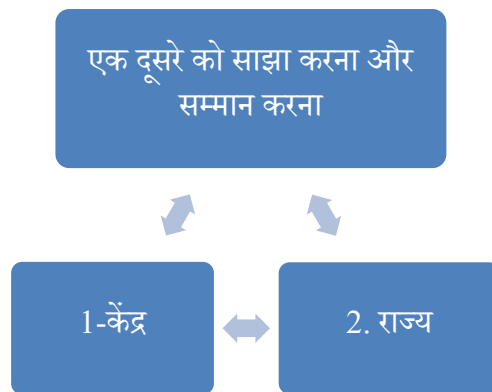 एक दूसरे को साझा करना और
सम्मान करना
1-केंद्र
2. राज्य